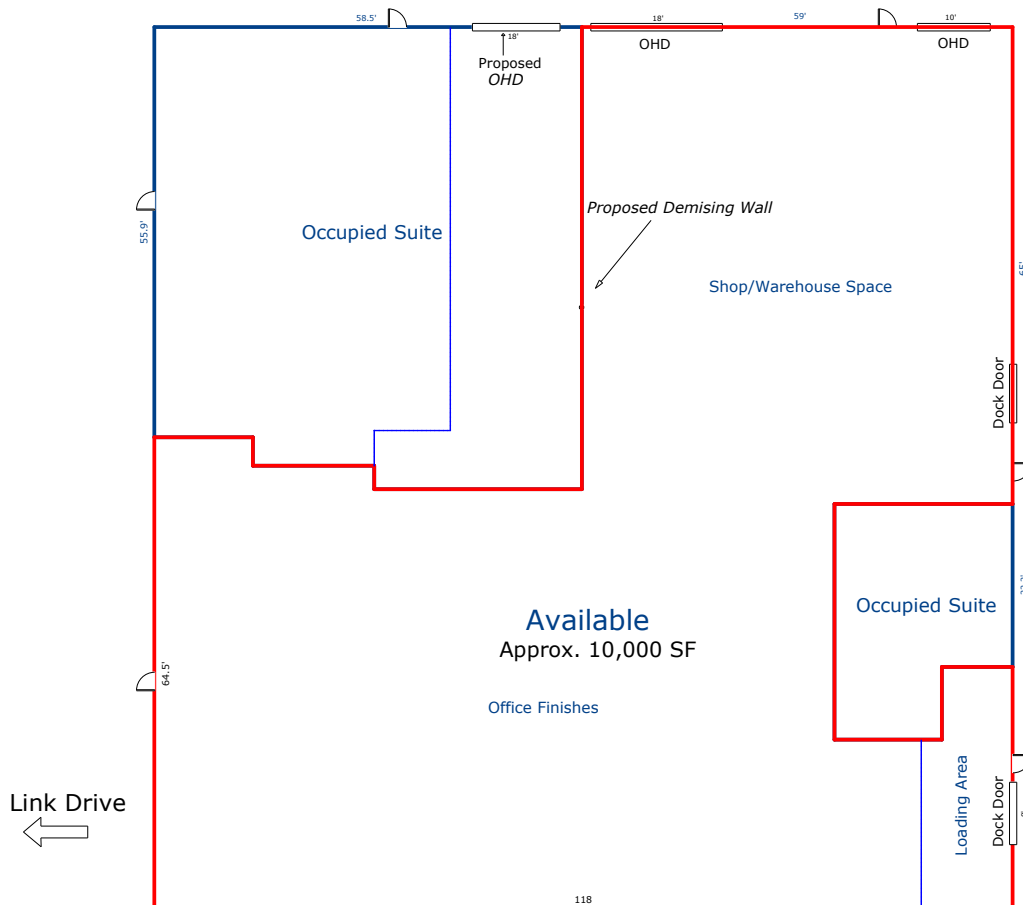 58.5'
18'
59'
10'
18'
OHD
OHD
Proposed
OHD
Proposed Demising Wall
55.9'
Occupied Suite
65'
Shop/Warehouse Space
Dock Door
Available
Approx. 10,000 SF
Occupied Suite
64.5'
Office Finishes
Link Drive
Loading Area
Dock Door
118